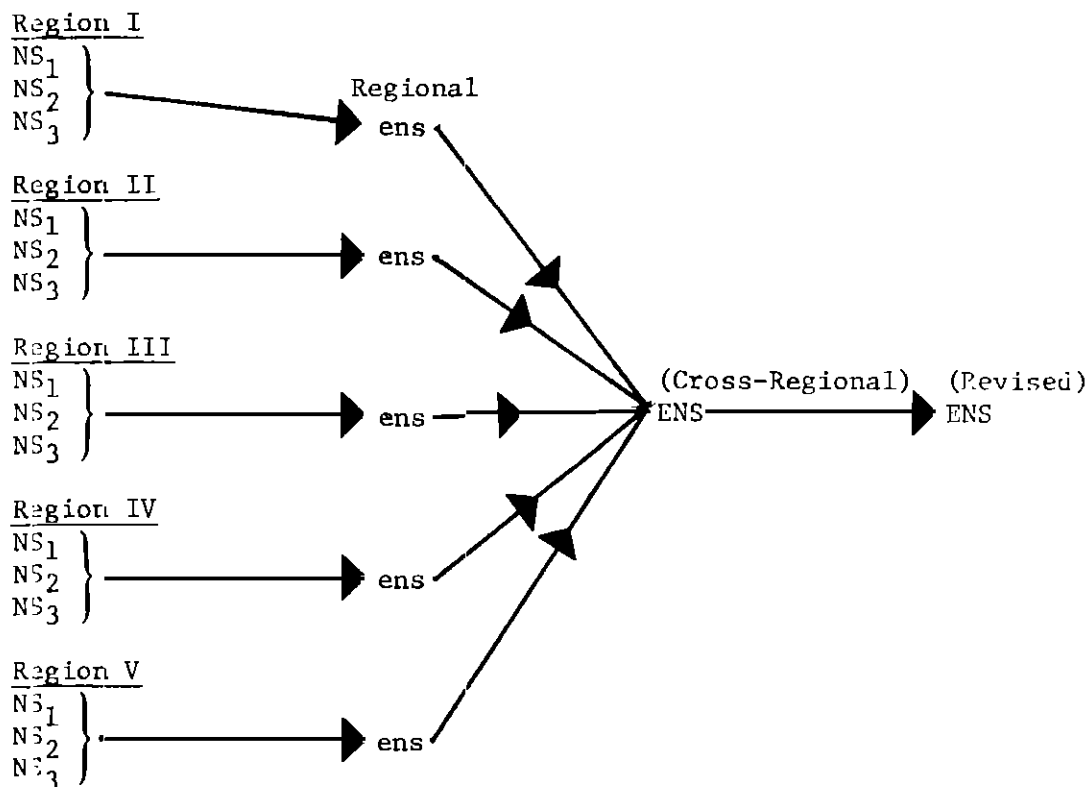 Region I
NS1
NS2
NS3
Regional
ens
Region II
NS1
NS2
NS3
ens
Region III
NS1
NS2
NS3
ens
(Cross-Regional)
ENS
(Revised)
ENS
Region IV
NS1
NS2
NS3
ens
Region V
NS1
NS2
NS3
ens